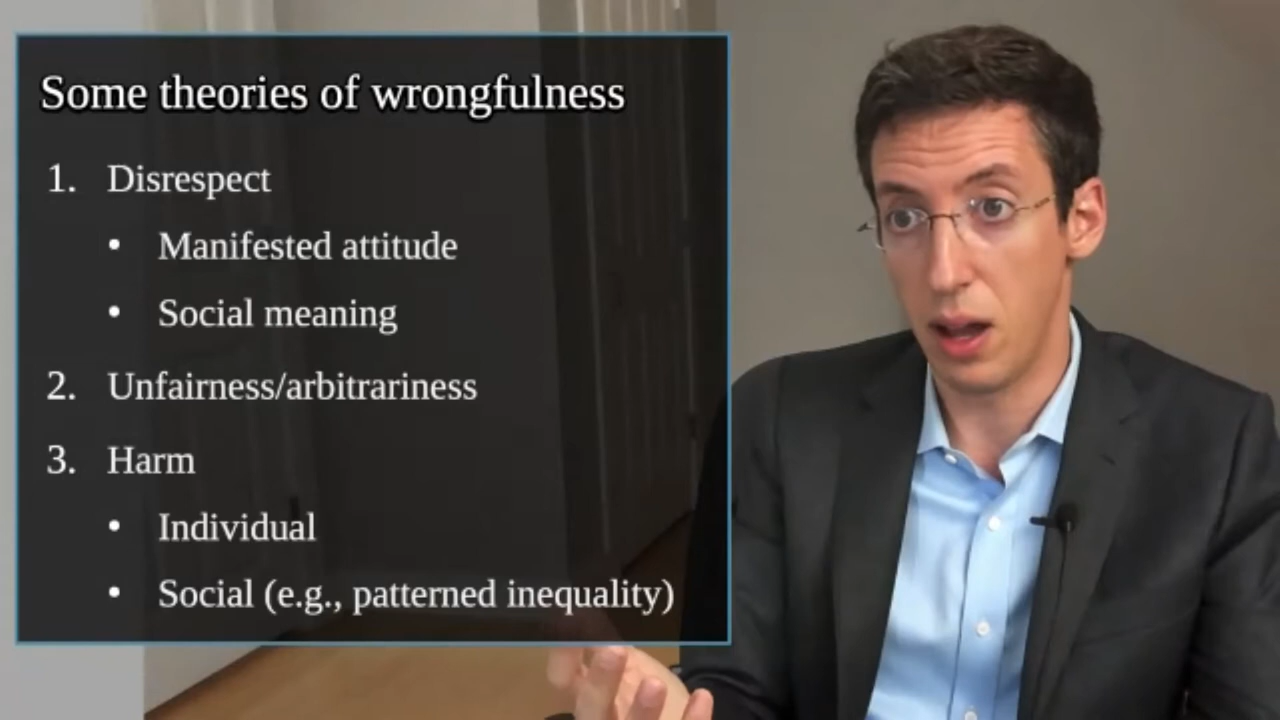 Some theories of wrongfulness
1. Disrespect
• Manifested attitude
• Social meaning
2. Unfairness/arbitrariness
3. Harm
• Individual
• Social (e.g., patterned inequality)